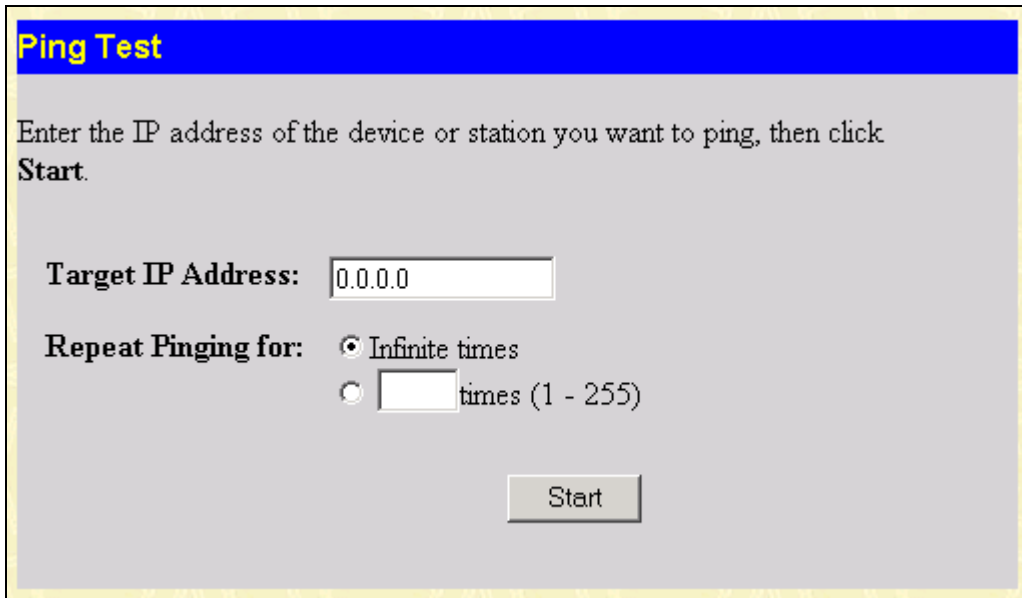 Ping Test
Enter the IP address of the device or station you want to ping, then click
Start.
Target IP Address: 0.0.0.0
Repeat Pinging for: Infinite times
times (1 - 255)
Start